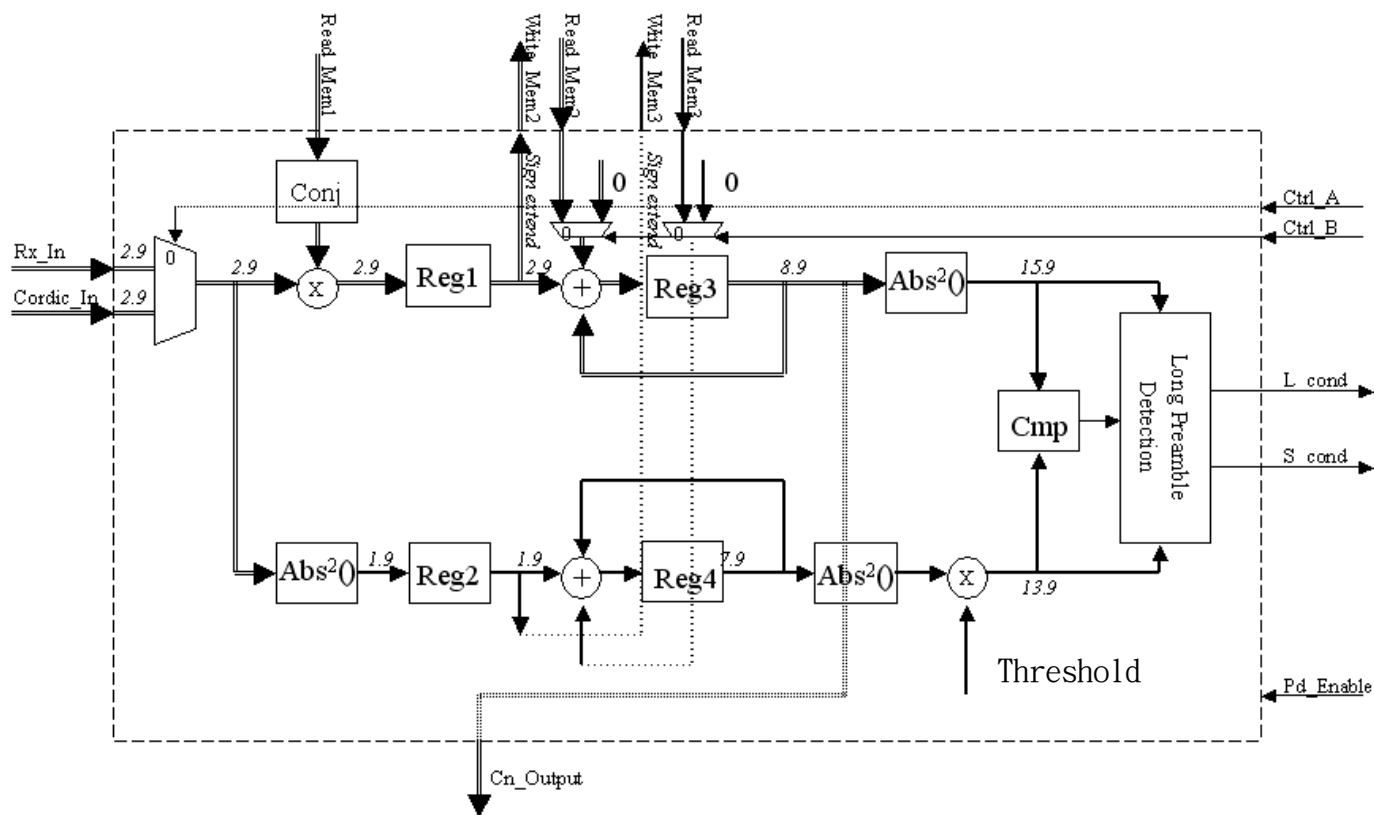 Read Mem1
Write Mem2
Read Mem2
Write Mem3
Read Mem3
Sign extend
0
Sign extend
0
Conj
Ctrl_A
Ctrl_B
Rx_In
2.9
0
2.9
X
2.9
Reg1
2.9
0
+
0
Reg3
8.9
Abs²()
15.9
Cordic_In
2.9
Long Preamble
Detection
L cond
Cmp
S cond
Abs²()
1.9
Reg2
1.9
+
Reg4
7.9
Abs²()
X
13.9
Threshold
Pd_Enable
Cn_Output